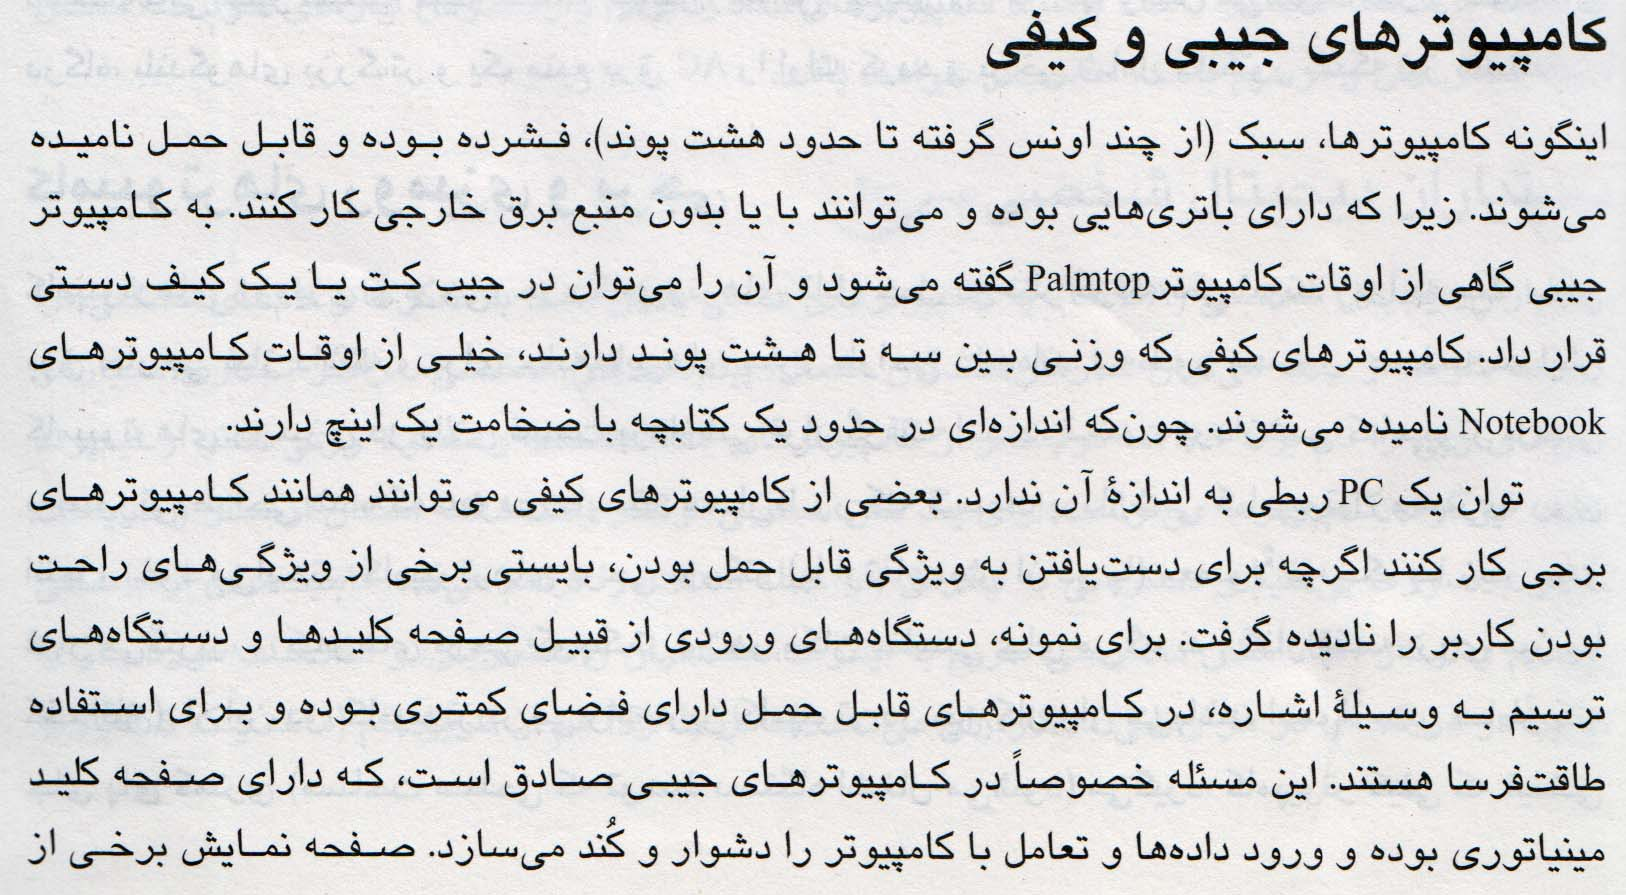 کامپیوترهای جیبی و کیفی
اینگونه کامپیوترها، سبک (از چند اونس گرفته تا حدود هشت پوند)، فشرده بوده و قابل حمل نامیده
می‌شوند. زیرا که دارای باتری‌هایی بوده و می‌توانند با یا بدون منبع برق خارجی کار کنند. به کامپیوتر
جیبی گاهی از اوقات کامپیوتر Palmtop گفته می‌شود و آن را می‌توان در جیب کت یا یک کیف دستی
قرار داد. کامپیوترهای کیفی که وزنی بین سه تا هشت پوند دارند، خیلی از اوقات کامپیوترهای
Notebook نامیده می‌شوند. چون‌که اندازه‌ای در حدود یک کتابچه با ضخامت یک اینچ دارند.
توان یک PC ربطی به اندازهٔ آن ندارد. بعضی از کامپیوترهای کیفی می‌توانند همانند کامپیوترهای
برجی کار کنند اگرچه برای دست‌یافتن به ویژگی قابل حمل بودن، بایستی برخی از ویژگی‌های راحت
بودن کاربر را نادیده گرفت. برای نمونه، دستگاه‌های ورودی از قبیل صفحه کلیدها و دستگاه‌های
ترسیم به وسیلهٔ اشاره، در کامپیوترهای قابل حمل دارای فضای کمتری بوده و برای استفاده
طاقت‌فرسا هستند. این مسئله خصوصاً در کامپیوترهای جیبی صادق است، که دارای صفحه کلید
مینیاتوری بوده و ورود داده‌ها و تعامل با کامپیوتر را دشوار و کُند می‌سازد. صفحه نمایش برخی از